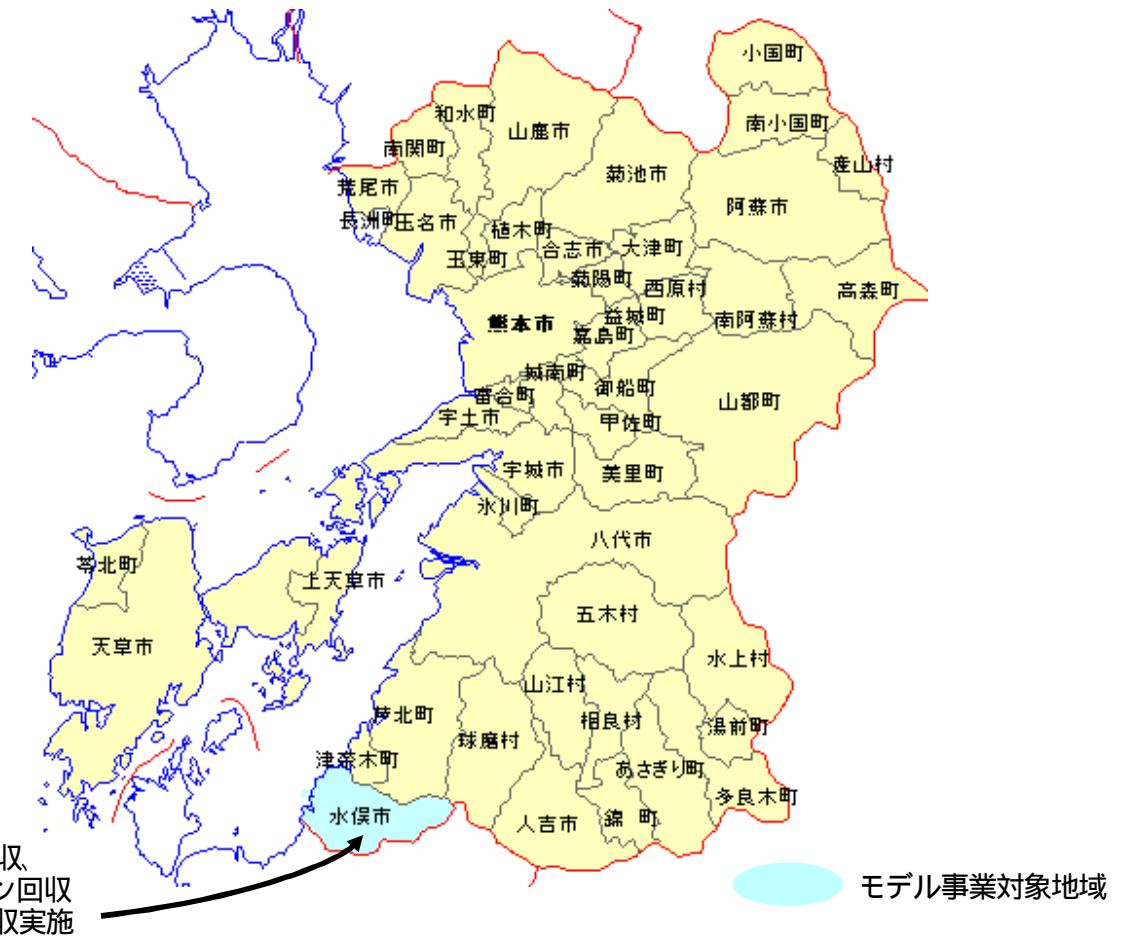 小国町
南小国町
産山村
和水町
山鹿市
南関町
菊池市
荒尾市
長洲町
玉名市
阿蘇市
植木町
合志市
大津町
玉東町
菊陽町
西原村
高森町
熊本市
益城町
南阿蘇村
嘉島町
城南町
御船町
富合町
山都町
宇土市
甲佐町
宇城市
美里町
氷川町
八代市
苓北町
上天草市
五木村
天草市
水上村
山江村
芦北町
相良村
湯前町
球磨村
津奈木町
あさぎり町
多良木町
水俣市
人吉市
錦 町
収、
ン回収
収実施
モデル事業対象地域